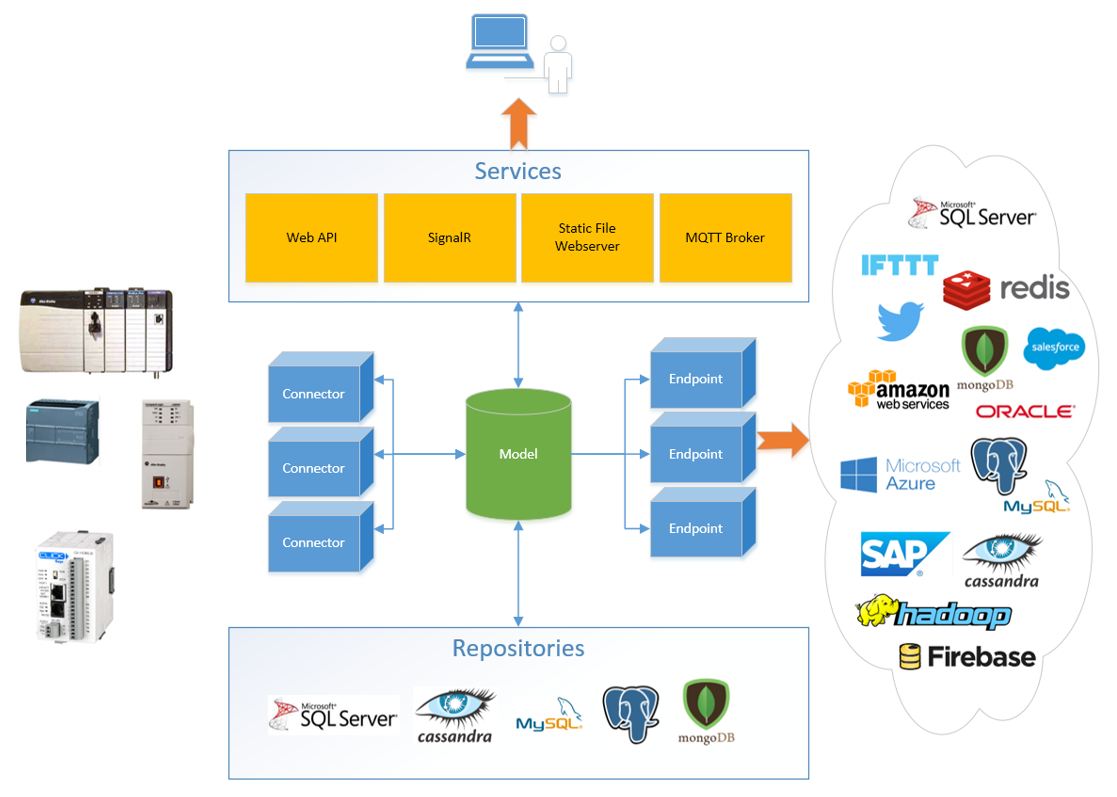 Services
Web API
SignalR
Static File
Webserver
MQTT Broker
Connector
Connector
Connector
Model
Endpoint
Endpoint
Endpoint
Repositories
Microsoft®
SQL Server®
cassandra
MySQL®
mongoDB
Microsoft®
SQL Server®
IFTTT
redis
salesforce
mongoDB
amazon
web services
ORACLE®
Microsoft
Azure
MySQL®
SAP®
cassandra
hadoop
Firebase
CLICK